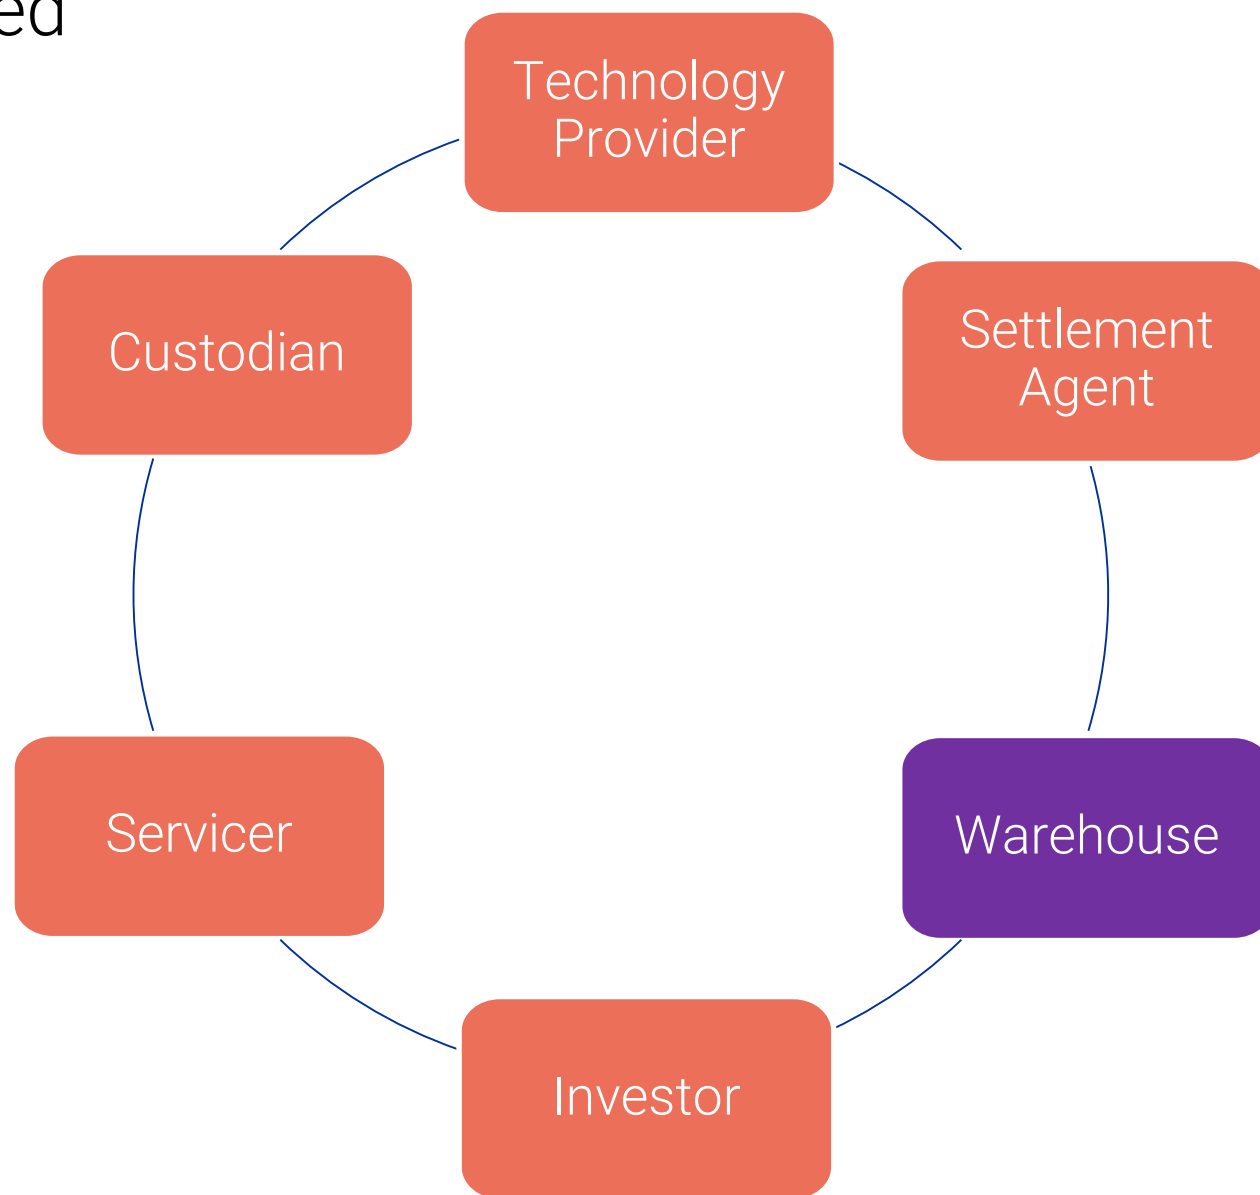 Technology
Provider
Settlement
Agent
Custodian
Servicer
Warehouse
Investor